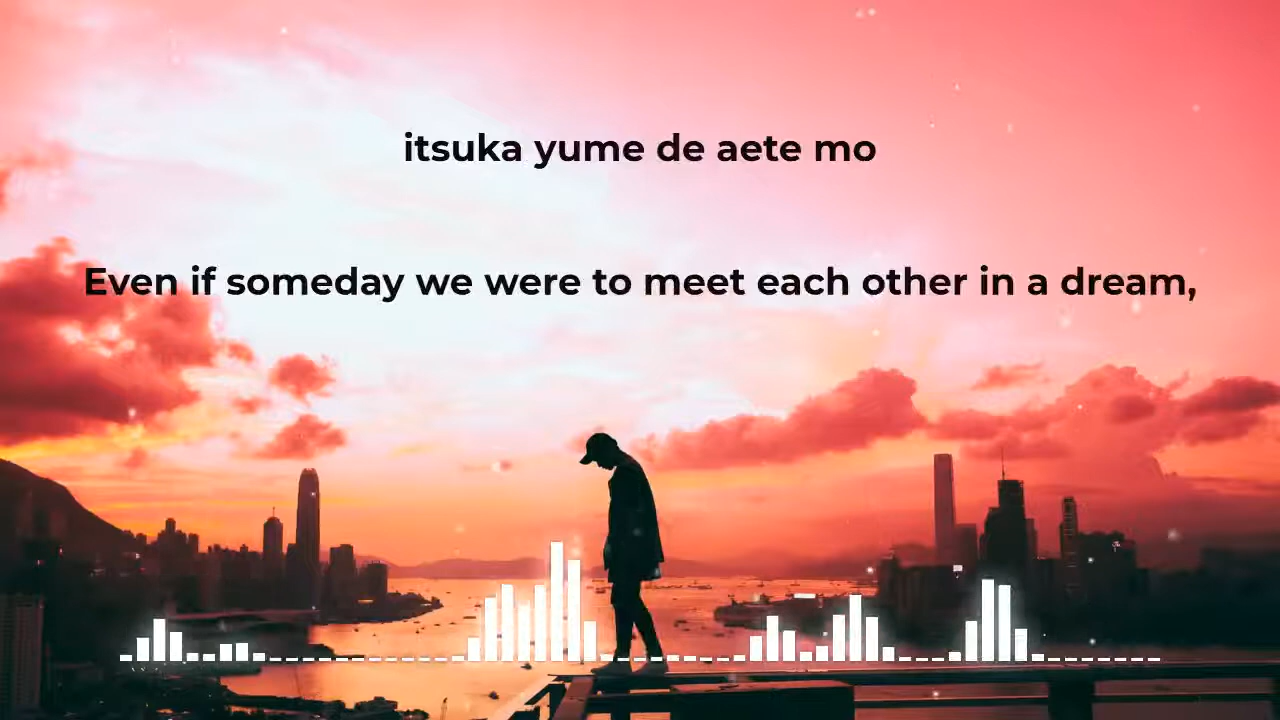 itsuka yume de aete mo
Even if someday we were to meet each other in a dream,